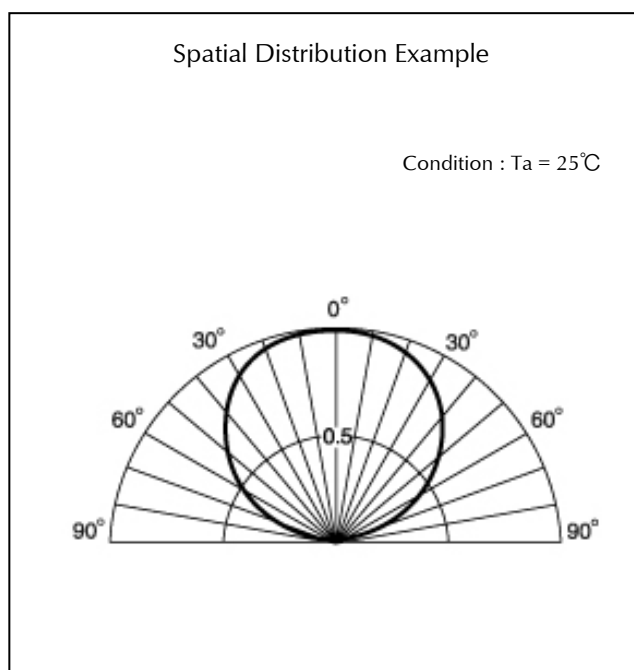 Spatial Distribution Example
Condition : Ta = 25℃
0°
30° 30°
60° 60°
0.5
90° 90°